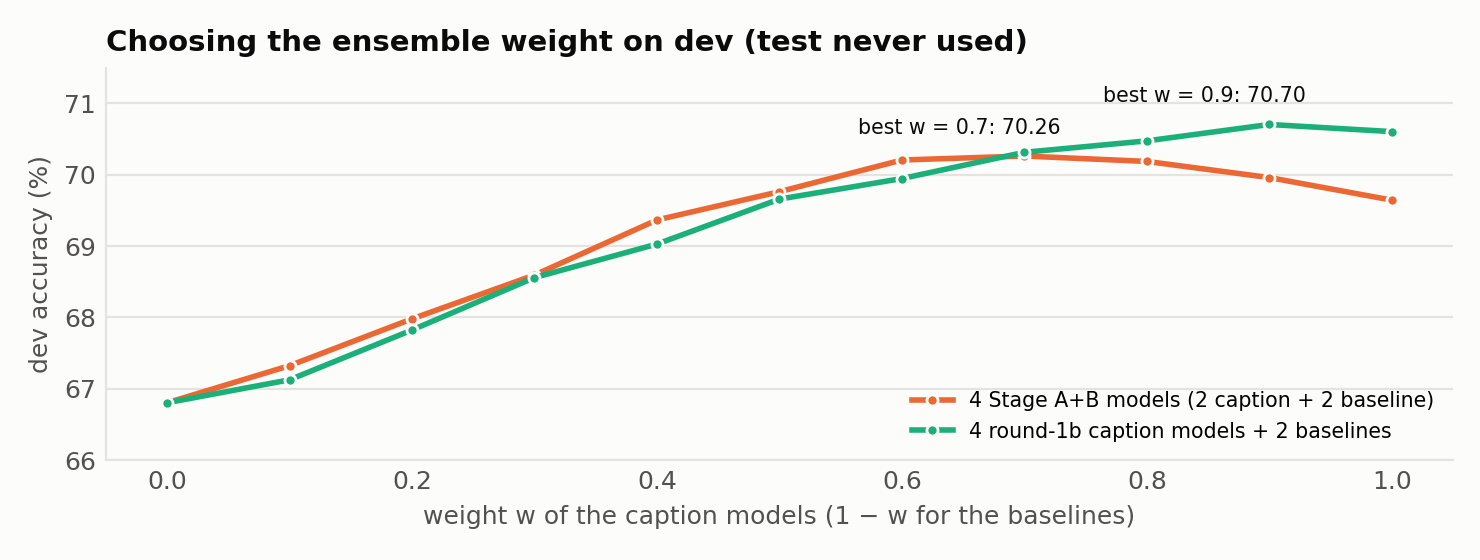 Choosing the ensemble weight on dev (test never used)
best w = 0.9: 70.70
best w = 0.7: 70.26
71
70
69
68
67
66
dev accuracy (%)
4 Stage A+B models (2 caption + 2 baseline)
4 round-1b caption models + 2 baselines
0.0 0.2 0.4 0.6 0.8 1.0
weight w of the caption models (1 − w for the baselines)